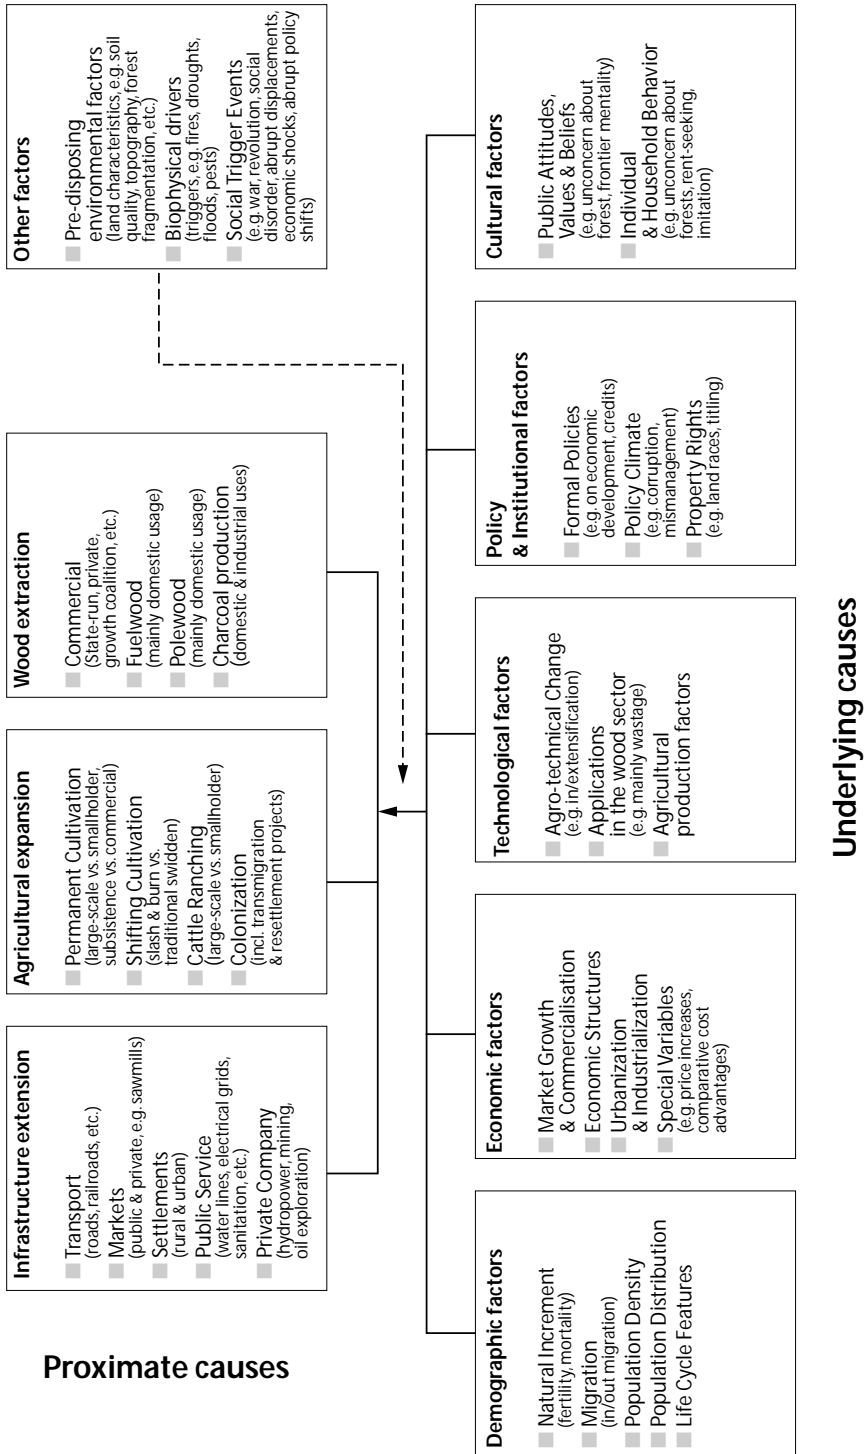 Proximate causes
Infrastructure extension
Transport
(roads, railroads, etc.)
Markets
(public & private, e.g. sawmills)
Settlements
(rural & urban)
Public Service
(water lines, electrical grids,
sanitation, etc.)
Private Company
(hydropower, mining,
oil exploration)
Agricultural expansion
Permanent Cultivation
(large-scale vs. smallholder,
subsistence vs. commercial)
Shifting Cultivation
(slash & burn vs.
traditional swidden)
Cattle Ranching
(large-scale vs. smallholder)
Colonization
(incl. transmigration
& resettlement projects)
Wood extraction
Commercial
(State-run, private,
growth coalition, etc.)
Fuelwood
(mainly domestic usage)
Polewood
(mainly domestic usage)
Charcoal production
(domestic & industrial uses)
Other factors
Pre-disposing
environmental factors
(land characteristics, e.g. soil
quality, topography, forest
fragmentation, etc.)
Biophysical drivers
(triggers, e.g. fires, droughts,
floods, pests)
Social Trigger Events
(e.g. war, revolution, social
disorder, abrupt displacements,
economic shocks, abrupt policy
shifts)
Demographic factors
Natural Increment
(fertility, mortality)
Migration
(in/out migration)
Population Density
Population Distribution
Life Cycle Features
Economic factors
Market Growth
& Commercialisation
Economic Structures
Urbanization
& Industrialization
Special Variables
(e.g. price increases,
comparative cost
advantages)
Technological factors
Agro-technical Change
(e.g. in/extensification)
Applications
in the wood sector
(e.g. mainly wastage)
Agricultural
production factors
Policy
& Institutional factors
Formal Policies
(e.g. on economic
development, credits)
Policy Climate
(e.g. corruption,
mismanagement)
Property Rights
(e.g. land races, titling)
Cultural factors
Public Attitudes,
Values & Beliefs
(e.g. unconcern about
forest, frontier mentality)
Individual
& Household Behavior
(e.g. unconcern about
forests, rent-seeking,
imitation)
Underlying causes